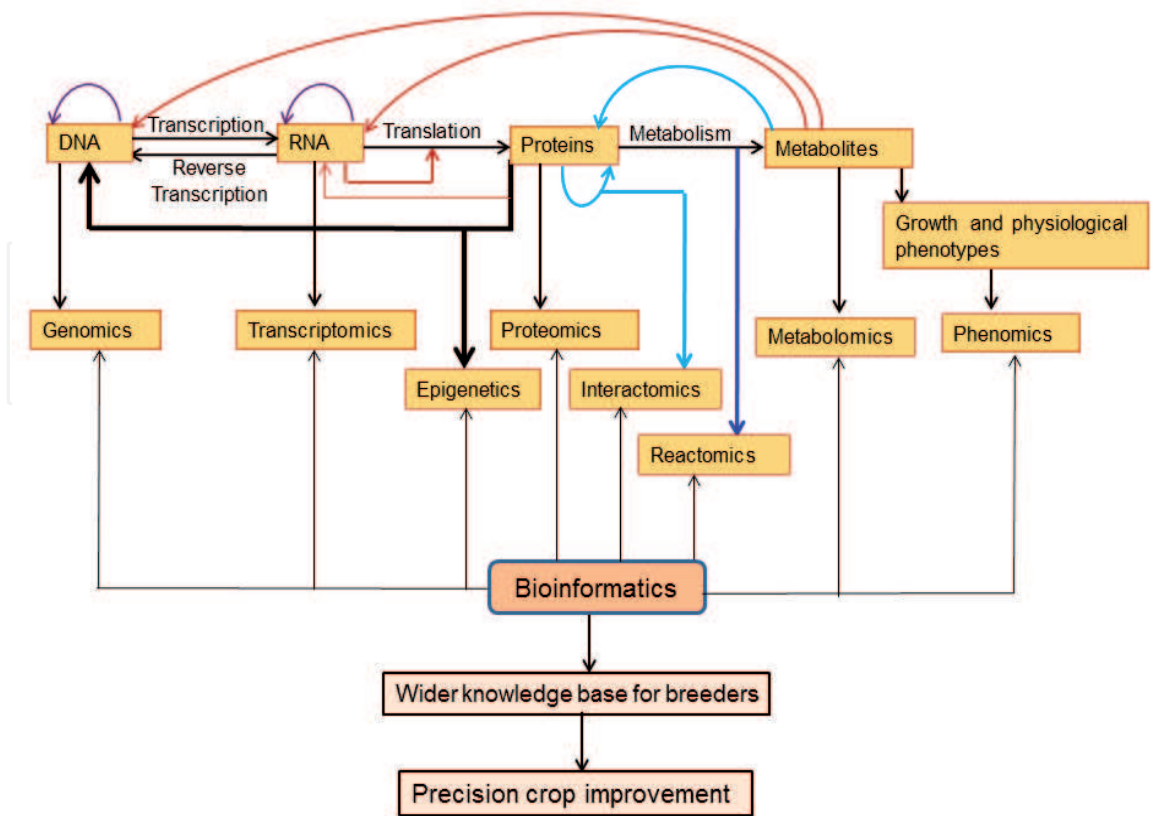 Transcription
Translation
Metabolism
DNA
RNA
Proteins
Metabolites
Reverse
Transcription
Growth and physiological
phenotypes
Genomics
Transcriptomics
Proteomics
Metabolomics
Phenomics
Epigenetics
Interactomics
Reactomics
Bioinformatics
Wider knowledge base for breeders
Precision crop improvement